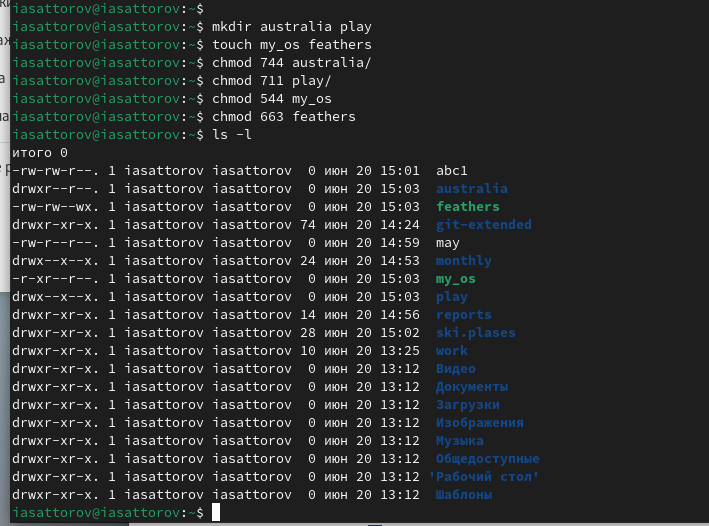 iasattorov@iasattorov:~$
iasattorov@iasattorov:~$ mkdir australia play
iasattorov@iasattorov:~$ touch my_os feathers
iasattorov@iasattorov:~$ chmod 744 australia/
iasattorov@iasattorov:~$ chmod 711 play/
iasattorov@iasattorov:~$ chmod 544 my_os
iasattorov@iasattorov:~$ chmod 663 feathers
iasattorov@iasattorov:~$ ls -l
итого 0
-rw-rw-r--. 1 iasattorov iasattorov  0 июн 20 15:01  abc1
drwxr--r--. 1 iasattorov iasattorov  0 июн 20 15:03  australia
-rw-rw--wx. 1 iasattorov iasattorov  0 июн 20 15:03  feathers
drwxr-xr-x. 1 iasattorov iasattorov 74 июн 20 14:24  git-extended
-rw-r--r--. 1 iasattorov iasattorov  0 июн 20 14:59  may
drwx--x--x. 1 iasattorov iasattorov 24 июн 20 14:53  monthly
-r-xr--r--. 1 iasattorov iasattorov  0 июн 20 15:03  my_os
drwx--x--x. 1 iasattorov iasattorov  0 июн 20 15:03  play
drwxr-xr-x. 1 iasattorov iasattorov 14 июн 20 14:56  reports
drwxr-xr-x. 1 iasattorov iasattorov 28 июн 20 15:02  ski.plases
drwxr-xr-x. 1 iasattorov iasattorov 10 июн 20 13:25  work
drwxr-xr-x. 1 iasattorov iasattorov  0 июн 20 13:12  Видео
drwxr-xr-x. 1 iasattorov iasattorov  0 июн 20 13:12  Документы
drwxr-xr-x. 1 iasattorov iasattorov  0 июн 20 13:12  Загрузки
drwxr-xr-x. 1 iasattorov iasattorov  0 июн 20 13:12  Изображения
drwxr-xr-x. 1 iasattorov iasattorov  0 июн 20 13:12  Музыка
drwxr-xr-x. 1 iasattorov iasattorov  0 июн 20 13:12  Общедоступные
drwxr-xr-x. 1 iasattorov iasattorov  0 июн 20 13:12 'Рабочий стол'
drwxr-xr-x. 1 iasattorov iasattorov  0 июн 20 13:12  Шаблоны
iasattorov@iasattorov:~$